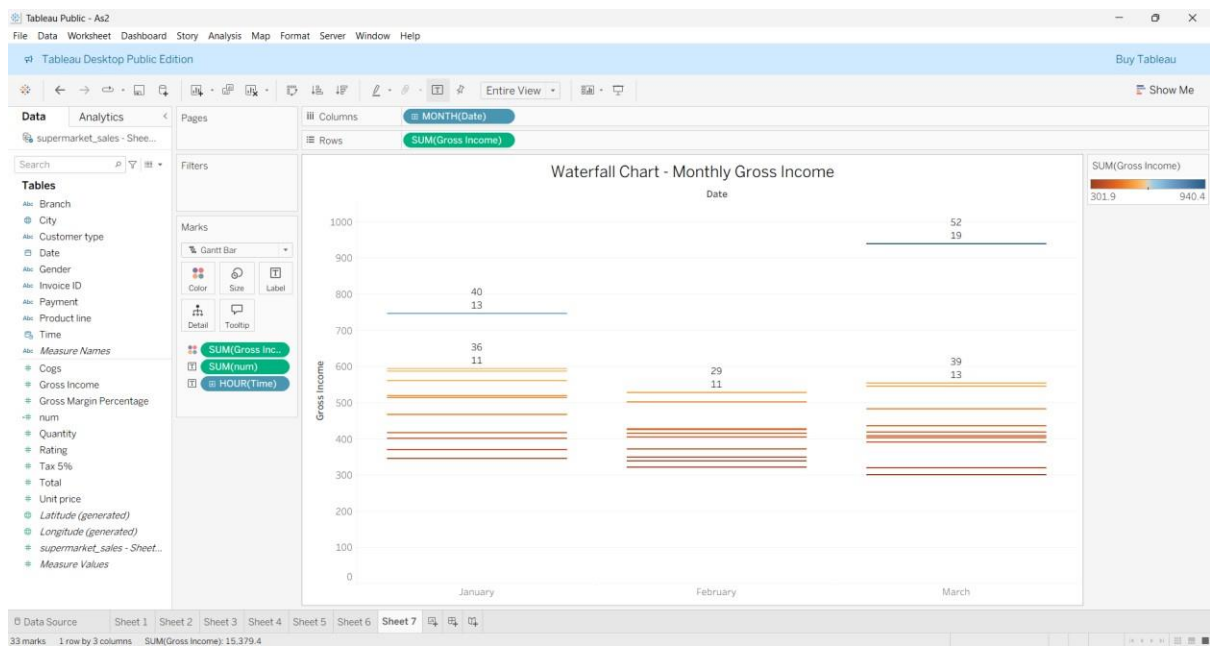 Tableau Public - As2
File Data Worksheet Dashboard Story Analysis Map Format Server Window Help
Tableau Desktop Public Edition
Buy Tableau
Entire View
Show Me
Data Analytics
supermarket_sales - Shee...
Search
Tables
Abc Branch
City
Abc Customer type
Date
Abc Gender
Abc Invoice ID
Abc Payment
Abc Product line
Time
Abc Measure Names
Cogs
Gross Income
Gross Margin Percentage
num
Quantity
Rating
Tax 5%
Total
Unit price
Latitude (generated)
Longitude (generated)
supermarket_sales - Sheet...
Measure Values
Pages
Filters
Marks
Gantt Bar
Color Size Label
Detail Tooltip
SUM(Gross Inc..
SUM(num)
HOUR(Time)
Columns MONTH(Date)
Rows SUM(Gross Income)
Waterfall Chart - Monthly Gross Income
Date
Gross Income
1000
900
800
700
600
500
400
300
200
100
0
40
13
36
11
29
11
52
19
39
13
January February March
SUM(Gross Income)
301.9 940.4
Data Source Sheet 1 Sheet 2 Sheet 3 Sheet 4 Sheet 5 Sheet 6 Sheet 7
33 marks 1 row by 3 columns SUM(Gross Income): 15,379.4